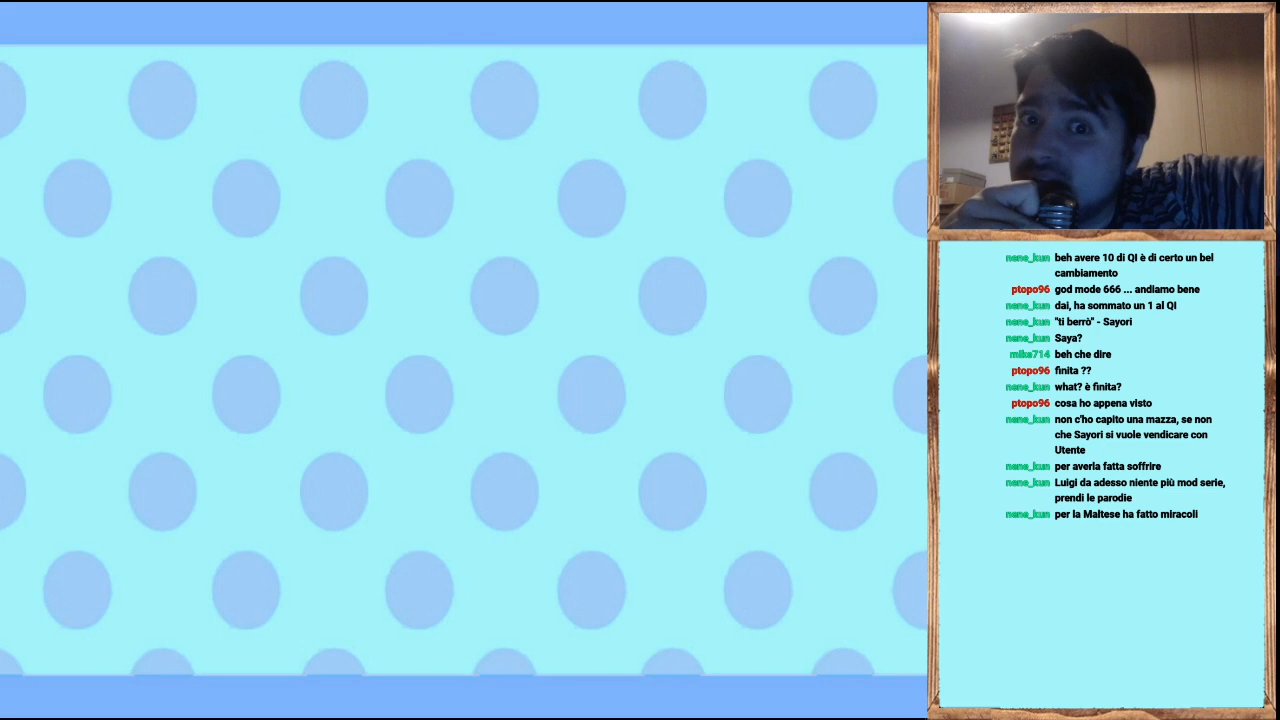 nene_kun beh avere 10 di QI è di certo un bel
cambiamento
ptopo96 god mode 666 ... andiamo bene
nene_kun dai, ha sommato un 1 al QI
nene_kun "ti berrò" - Sayori
nene_kun Saya?
mike714 beh che dire
ptopo96 finita ??
nene_kun what? è finita?
ptopo96 cosa ho appena visto
nene_kun non c'ho capito una mazza, se non
che Sayori si vuole vendicare con
Utente
nene_kun per averla fatta soffrire
nene_kun Luigi da adesso niente più mod serie,
prendi le parodie
nene_kun per la Maltese ha fatto miracoli